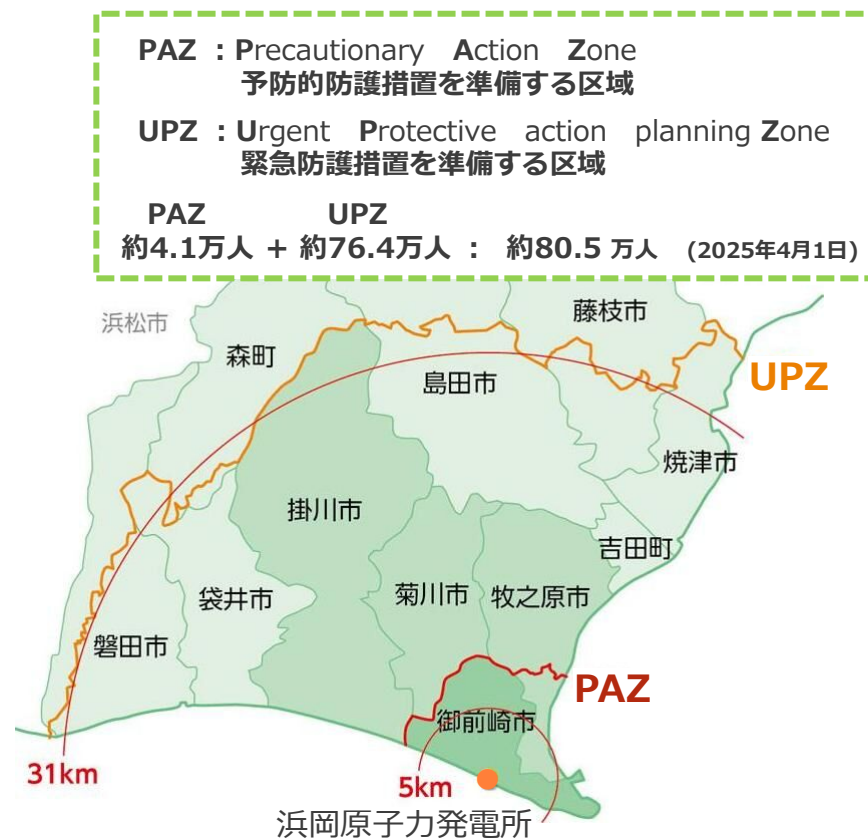 PAZ : Precautionary Action Zone
予防的防護措置を準備する区域
UPZ : Urgent Protective action planning Zone
緊急防護措置を準備する区域
PAZ UPZ
約4.1万人 + 約76.4万人 : 約80.5 万人 (2025年4月1日)
浜松市
藤枝市
森町
島田市
UPZ
焼津市
掛川市
吉田町
袋井市
菊川市
牧之原市
磐田市
PAZ
御前崎市
31km
5km
浜岡原子力発電所